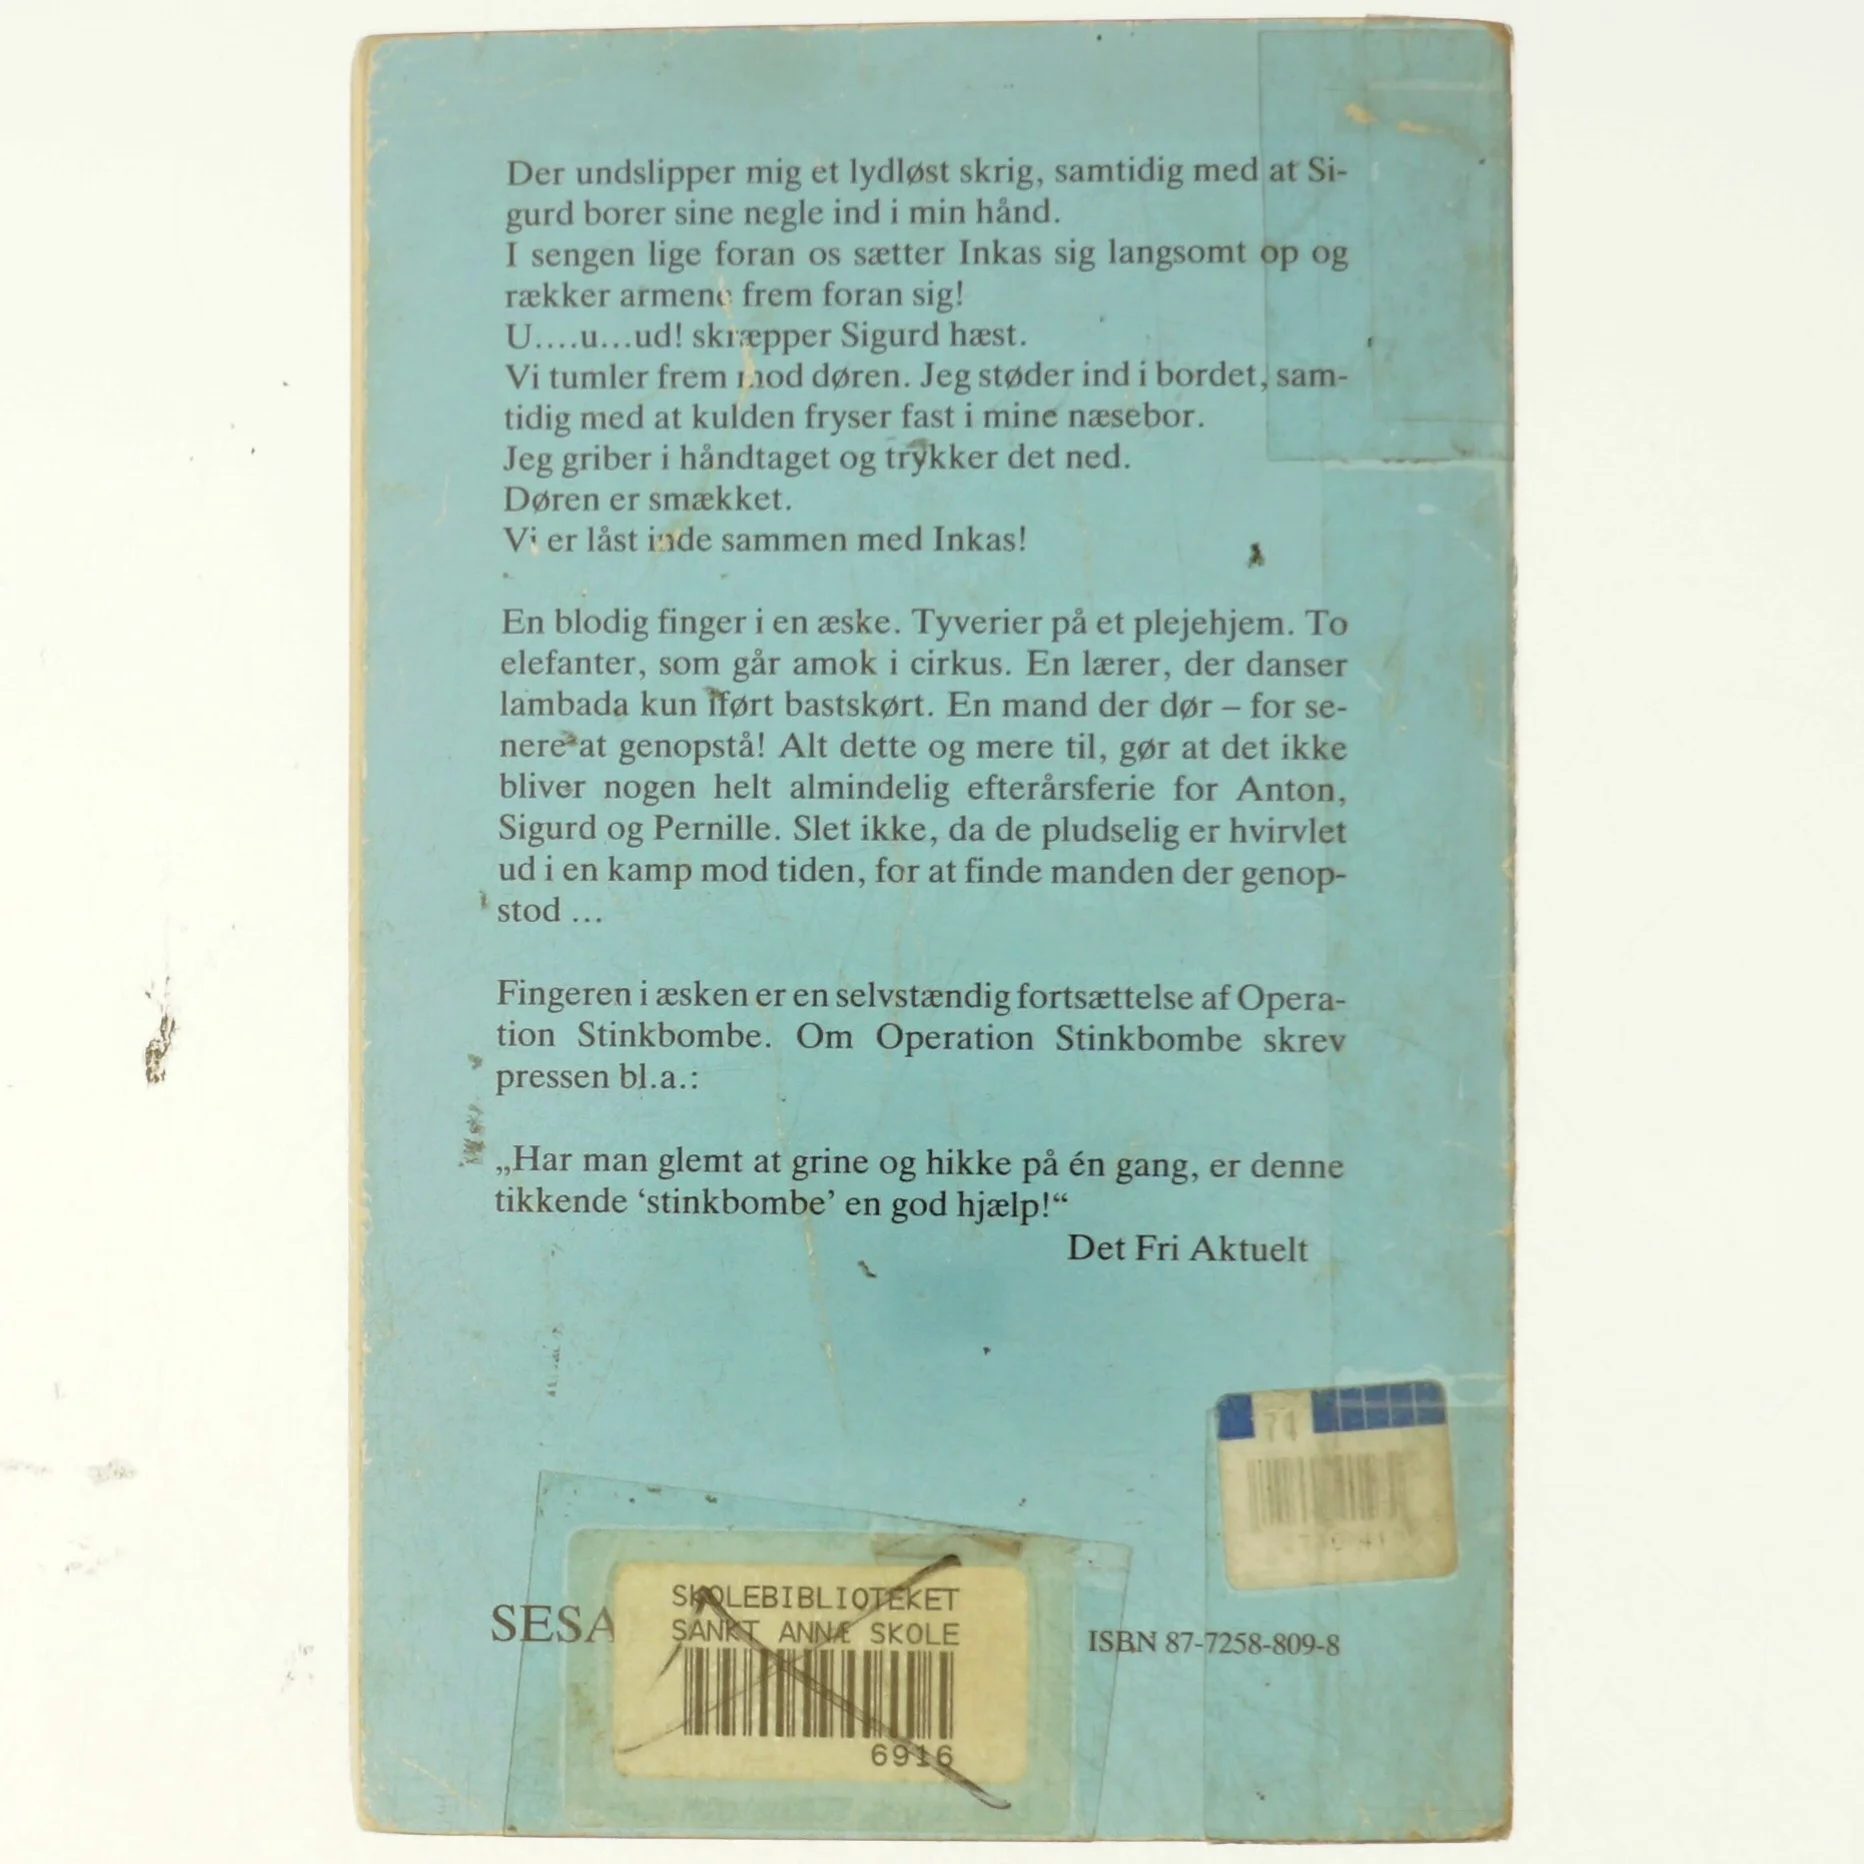 Der undslipper mig et lydløst skrig, samtidig med at Si-
gurd borer sine negle ind i min hånd.
I sengen lige foran os sætter Inkas sig langsomt op og
rækker armene frem foran sig!
U....u...ud! skræpper Sigurd hæst.
Vi tumler frem mod døren. Jeg støder ind i bordet, sam-
tidig med at kulden fryser fast i mine næsebor.
Jeg griber i håndtaget og trykker det ned.
Døren er smækket.
Vi er låst inde sammen med Inkas!
En blodig finger i en æske. Tyverier på et plejehjem. To
elefanter, som går amok i cirkus. En lærer, der danser
lambada kun iført bastskørt. En mand der dør – for se-
nere at genopstå! Alt dette og mere til, gør at det ikke
bliver nogen helt almindelig efterårsferie for Anton,
Sigurd og Pernille. Slet ikke, da de pludselig er hvirvlet
ud i en kamp mod tiden, for at finde manden der genop-
stod ...
Fingeren i æsken er en selvstændig fortsættelse af Opera-
tion Stinkbombe. Om Operation Stinkbombe skrev
pressen bl.a.:
„Har man glemt at grine og hikke på én gang, er denne
tikkende ‘stinkbombe’ en god hjælp!“
Det Fri Aktuelt
74
SKOLEBIBLIOTEKET
SANKT ANNÆ SKOLE
6916
SESA
ISBN 87-7258-809-8